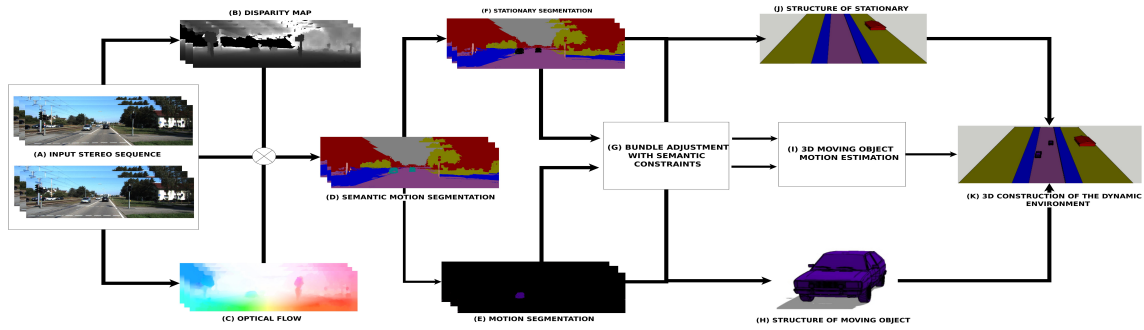 (B) DISPARITY MAP
(F) STATIONARY SEGMENTATION
(J) STRUCTURE OF STATIONARY
(A) INPUT STEREO SEQUENCE
(G) BUNDLE ADJUSTMENT
WITH SEMANTIC
CONSTRAINTS
(I) 3D MOVING OBJECT
MOTION ESTIMATION
(D) SEMANTIC MOTION SEGMENTATION
(K) 3D CONSTRUCTION OF THE DYNAMIC
ENVIRONMENT
(C) OPTICAL FLOW
(E) MOTION SEGMENTATION
(H) STRUCTURE OF MOVING OBJECT